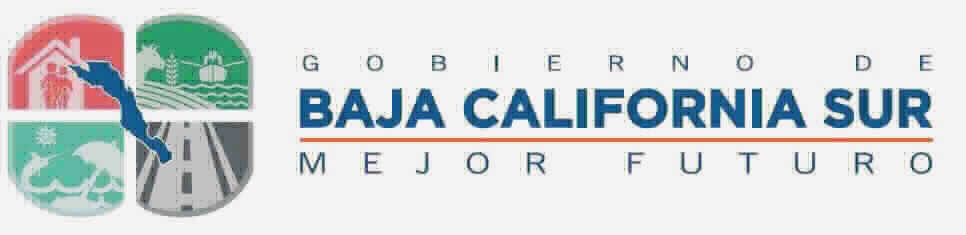 GOBIERNO DE
BAJA CALIFORNIA SUR
MEJOR FUTURO